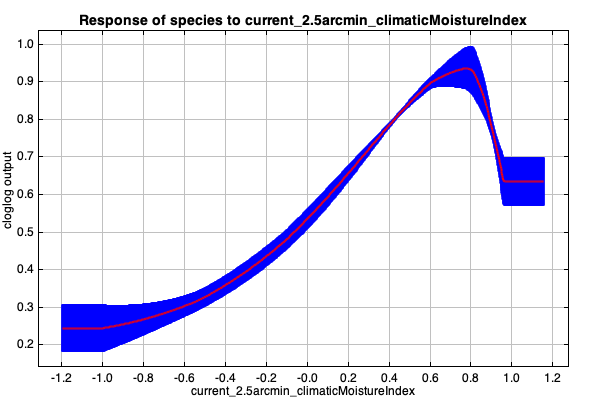 Response of species to current_2.5arcmin_climaticMoistureIndex
cloglog output
1.0
0.9
0.8
0.7
0.6
0.5
0.4
0.3
0.2
-1.2 -1.0 -0.8 -0.6 -0.4 -0.2 -0.0 0.2 0.4 0.6 0.8 1.0 1.2
current_2.5arcmin_climaticMoistureIndex